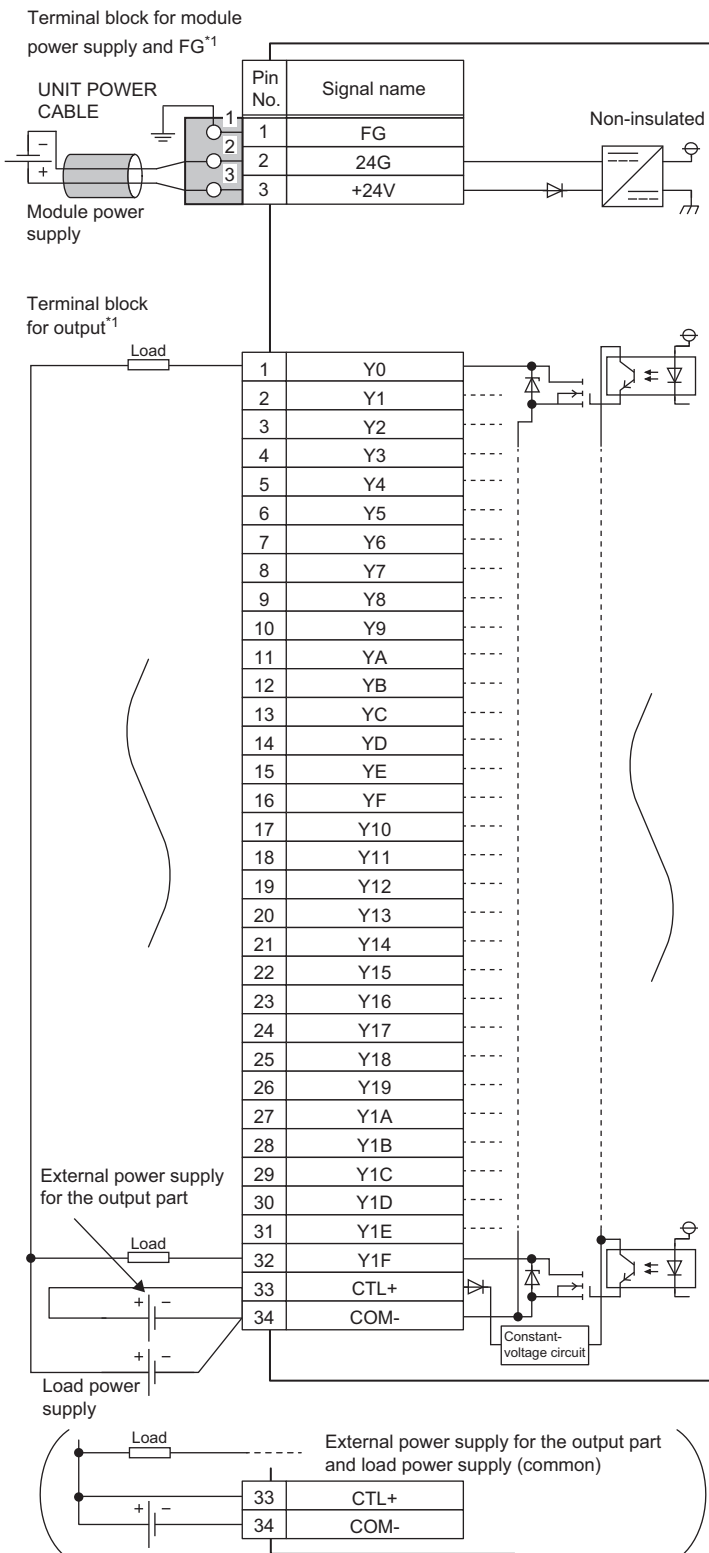 Terminal block for module
power supply and FG*1
UNIT POWER
CABLE
Module power
supply
Pin No. Signal name
1 1 FG
2 2 24G
3 3 +24V
Non-insulated
Terminal block
for output*1
Load
1 Y0
2 Y1
3 Y2
4 Y3
5 Y4
6 Y5
7 Y6
8 Y7
9 Y8
10 Y9
11 YA
12 YB
13 YC
14 YD
15 YE
16 YF
17 Y10
18 Y11
19 Y12
20 Y13
21 Y14
22 Y15
23 Y16
24 Y17
25 Y18
26 Y19
27 Y1A
28 Y1B
29 Y1C
30 Y1D
31 Y1E
External power supply
for the output part
Load
32 Y1F
33 CTL+
34 COM-
Constant-
voltage circuit
Load power
supply
Load
External power supply for the output part
and load power supply (common)
33 CTL+
34 COM-